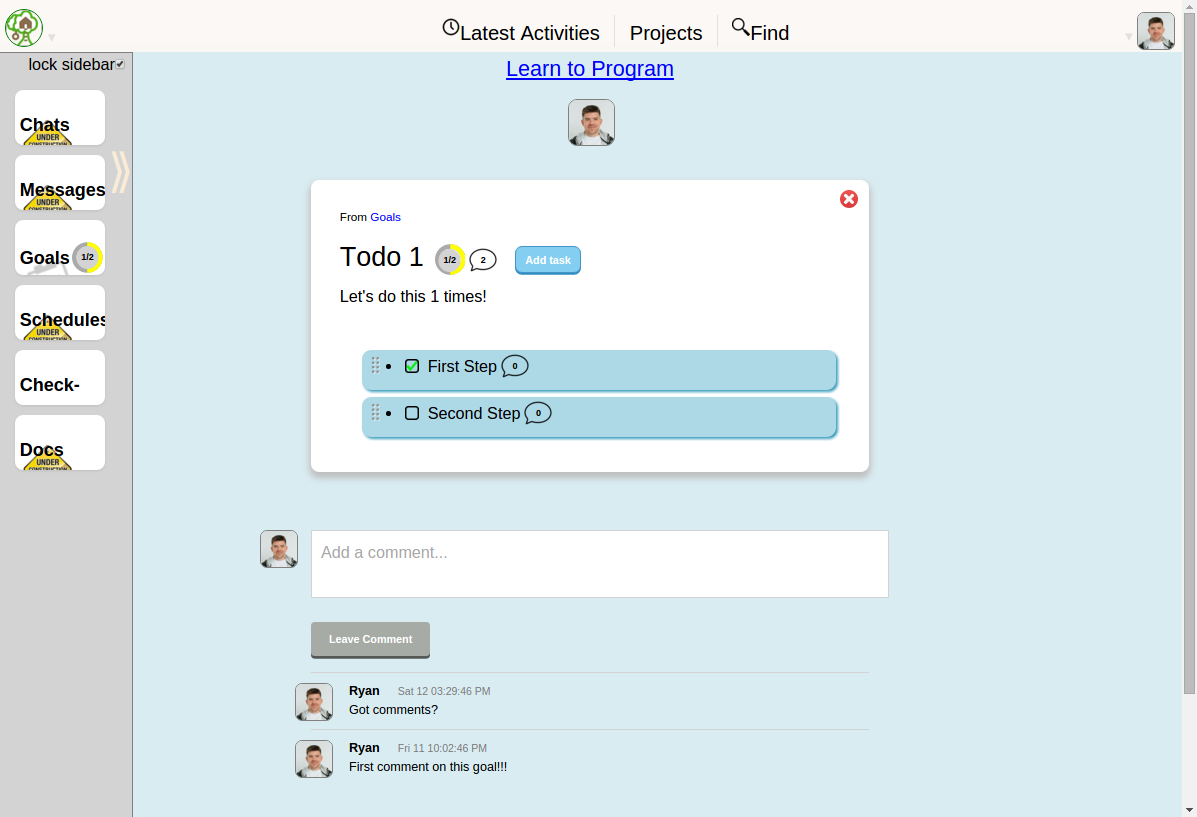 Latest Activities
Projects
Find
lock sidebar
Learn to Program
Chats
UNDER
CONSTRUCTION
Messages
UNDER
CONSTRUCTION
Goals 1/2
Schedules
UNDER
CONSTRUCTION
Check-
Docs
UNDER
CONSTRUCTION
From Goals
Todo 1 1/2 2 Add task
Let's do this 1 times!
First Step 0
Second Step 0
Add a comment...
Leave Comment
Ryan Sat 12 03:29:46 PM
Got comments?
Ryan Fri 11 10:02:46 PM
First comment on this goal!!!